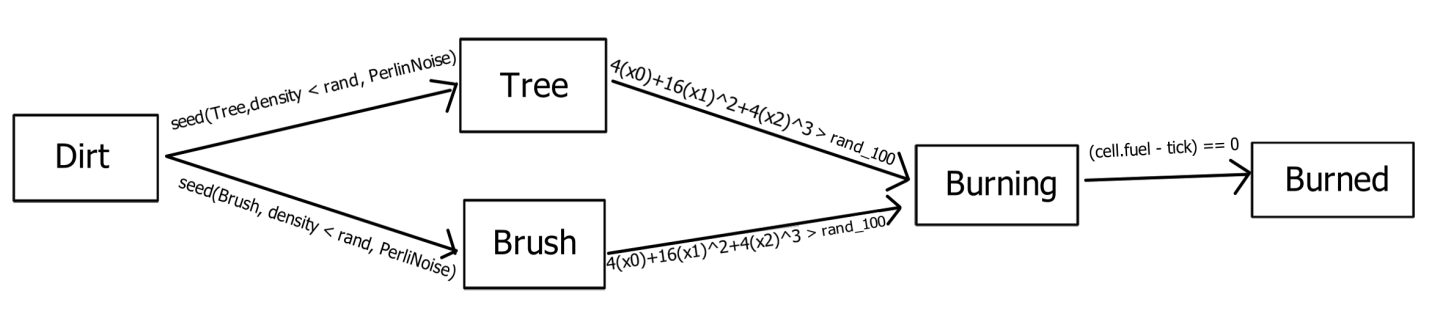 Dirt
seed(Tree,density < rand, PerlinNoise)
seed(Brush, density < rand, PerliNoise)
Tree
Brush
4(x0)+16(x1)^2+4(x2)^3 > rand_100
4(x0)+16(x1)^2+4(x2)^3 > rand_100
Burning
(cell.fuel - tick) == 0
Burned